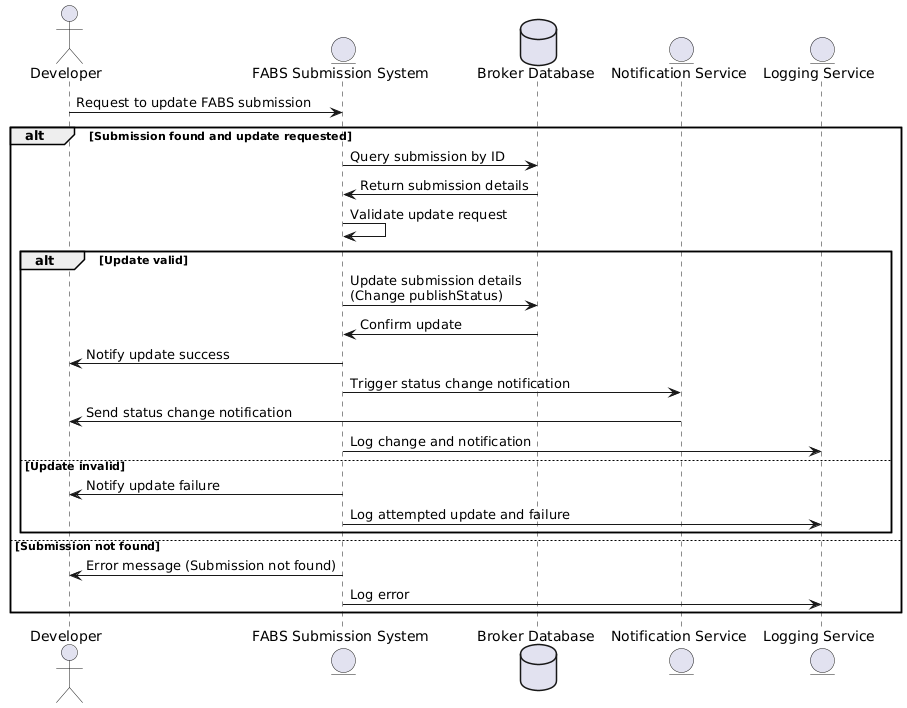 Developer
FABS Submission System
Broker Database
Notification Service
Logging Service
Request to update FABS submission
alt
[Submission found and update requested]
Query submission by ID
Return submission details
Validate update request
alt
[Update valid]
Update submission details
(Change publishStatus)
Confirm update
Notify update success
Trigger status change notification
Send status change notification
Log change and notification
[Update invalid]
Notify update failure
Log attempted update and failure
[Submission not found]
Error message (Submission not found)
Log error
Developer
FABS Submission System
Broker Database
Notification Service
Logging Service